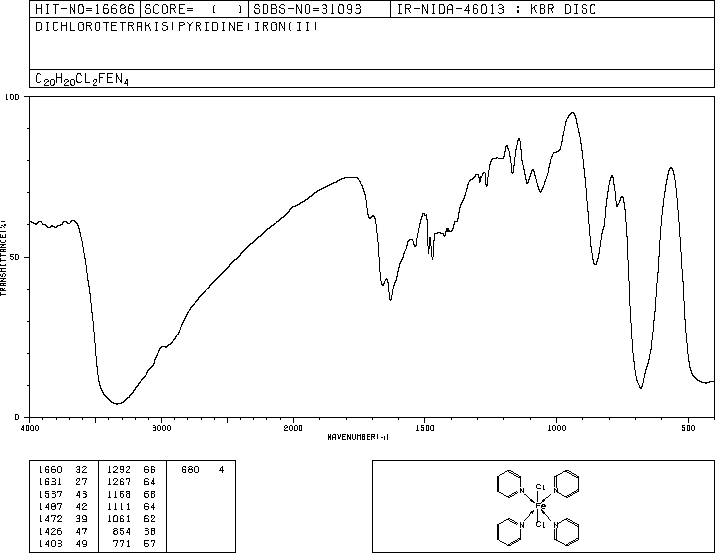 HIT-NO=16686 SCORE= ( ) SDBS-NO=31093 IR-NIDA-46013 : KBR DISC
DICHLOROTETRAKIS(PYRIDINE)IRON(II)
C20H20CL2FEN4
100
50
0
TRANSMITTANCE(%)
4000 3000 2000 1500 1000 500
WAVENUMBER(-1)
1660 32 1292 66 680 4
1631 27 1267 64
1537 43 1168 68
1487 42 1111 64
1472 39 1061 62
1426 47 854 38
1403 49 771 67
Cl
N Fe N
N N
Cl